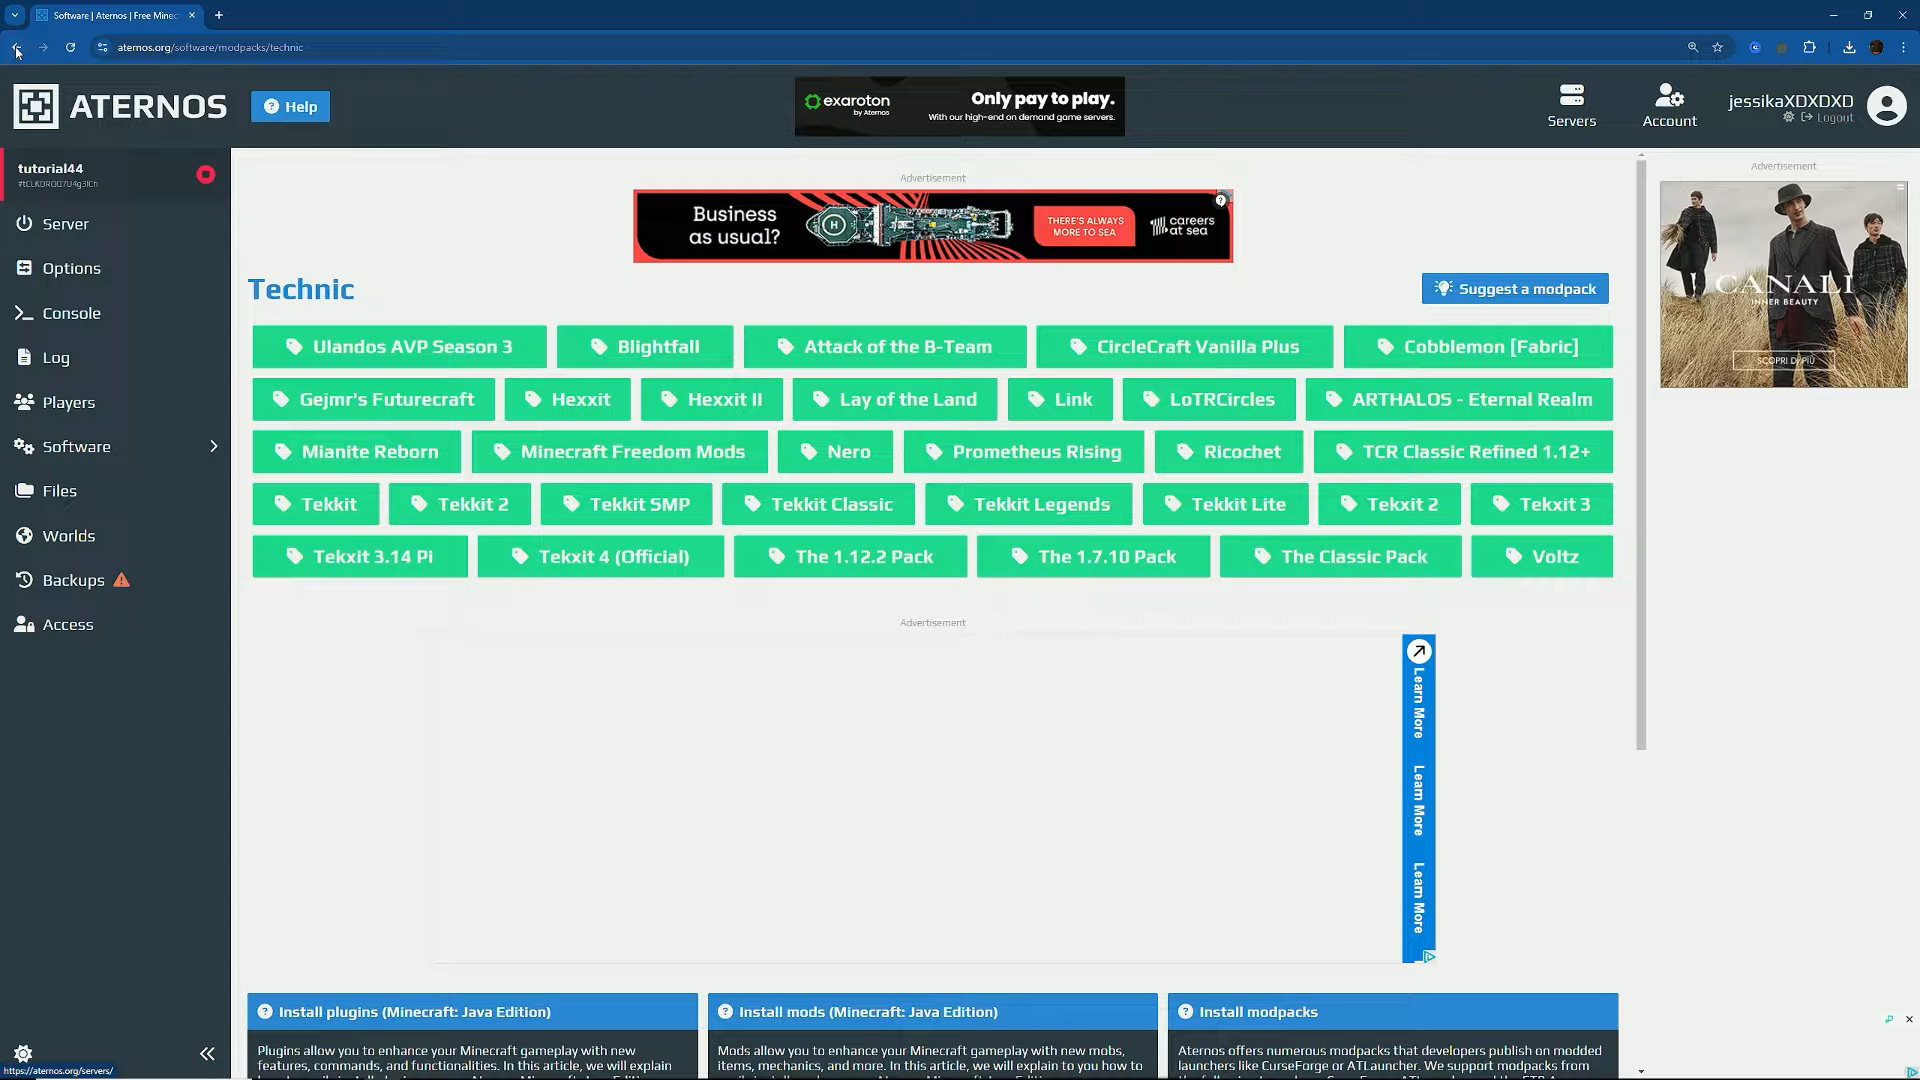 Software | Aternos | Free Minec
aternos.org/software/modpacks/technic
ATERNOS
Help
exaroton
by Aternos
Only pay to play.
With our high-end on demand game servers.
Servers
Account
jessikaXDXDXD
Logout
tutorial44
Server
Options
Console
Log
Players
Software
Files
Worlds
Backups
Access
https://aternos.org/servers/
Advertisement
Business
as usual?
H
THERE'S ALWAYS
MORE TO SEA
careers
at sea
Technic
Suggest a modpack
Ulandos AVP Season 3
Blightfall
Attack of the B-Team
CircleCraft Vanilla Plus
Cobblemon [Fabric]
Gejmr's Futurecraft
Hexxit
Hexxit II
Lay of the Land
Link
LoTRCircles
ARTHALOS - Eternal Realm
Mianite Reborn
Minecraft Freedom Mods
Nero
Prometheus Rising
Ricochet
TCR Classic Refined 1.12+
Tekkit
Tekkit 2
Tekkit SMP
Tekkit Classic
Tekkit Legends
Tekkit Lite
Tekxit 2
Tekxit 3
Tekxit 3.14 Pi
Tekxit 4 (Official)
The 1.12.2 Pack
The 1.7.10 Pack
The Classic Pack
Voltz
Advertisement
Learn More
Learn More
Learn More
Install plugins (Minecraft: Java Edition)
Plugins allow you to enhance your Minecraft gameplay with new
features, commands, and functionalities. In this article, we will explain
Install mods (Minecraft: Java Edition)
Mods allow you to enhance your Minecraft gameplay with new mobs,
items, mechanics, and more. In this article, we will explain to you how to
Install modpacks
Aternos offers numerous modpacks that developers publish on modded
launchers like CurseForge or ATLauncher. We support modpacks from
Advertisement
CANALI
INNER BEAUTY
SCOPRI DI PIÙ